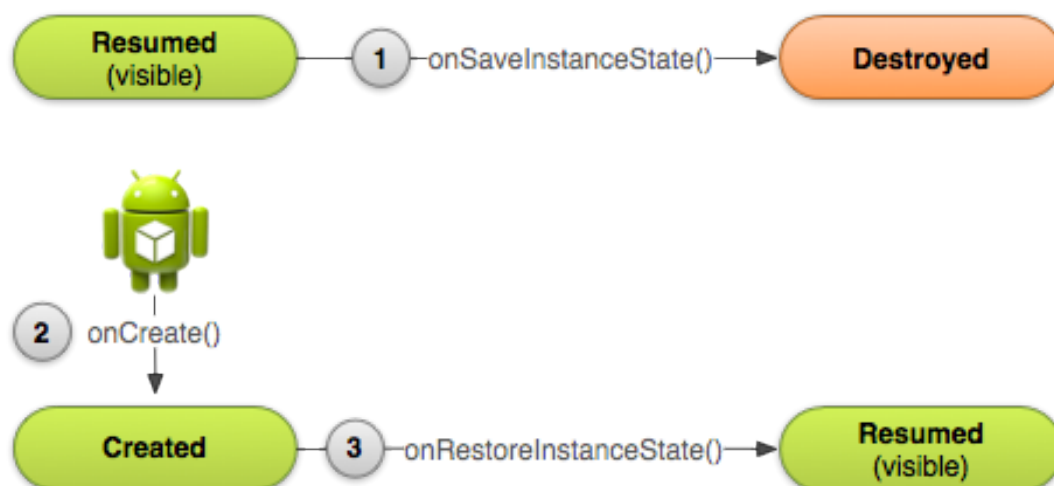 Resumed
(visible)
1
onSaveInstanceState()
Destroyed
2
onCreate()
Created
3
onRestoreInstanceState()
Resumed
(visible)